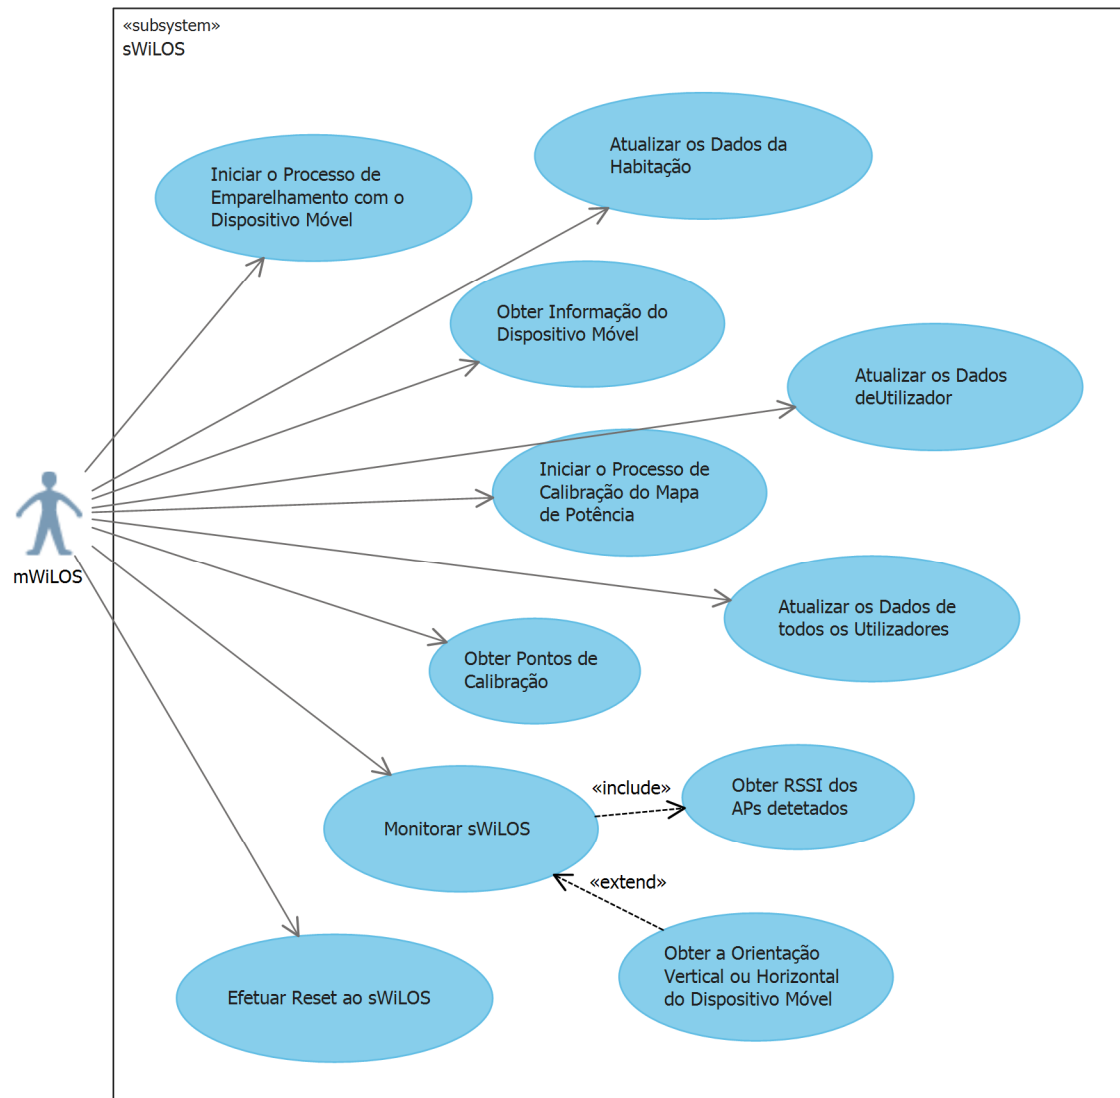 «subsystem»
sWiLOS
Atualizar os Dados da
Habitação
Iniciar o Processo de
Emparelhamento com o
Dispositivo Móvel
Obter Informação do
Dispositivo Móvel
Atualizar os Dados
deUtilizador
Iniciar o Processo de
Calibração do Mapa
de Potência
mWiLOS
Atualizar os Dados de
todos os Utilizadores
Obter Pontos de
Calibração
«include»
Obter RSSI dos
APs detetados
Monitorar sWiLOS
«extend»
Obter a Orientação
Vertical ou Horizontal
do Dispositivo Móvel
Efetuar Reset ao sWiLOS